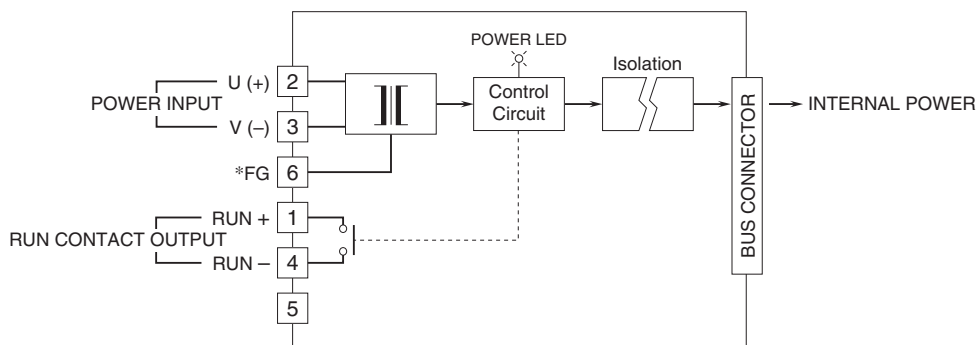 POWER LED
Isolation
U (+) 2
POWER INPUT
V (–) 3
Control
Circuit
INTERNAL POWER
BUS CONNECTOR
*FG 6
RUN + 1
RUN CONTACT OUTPUT
RUN – 4
5